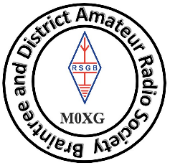 Braintree and District Amateur Radio Society
RSGB
M0XG